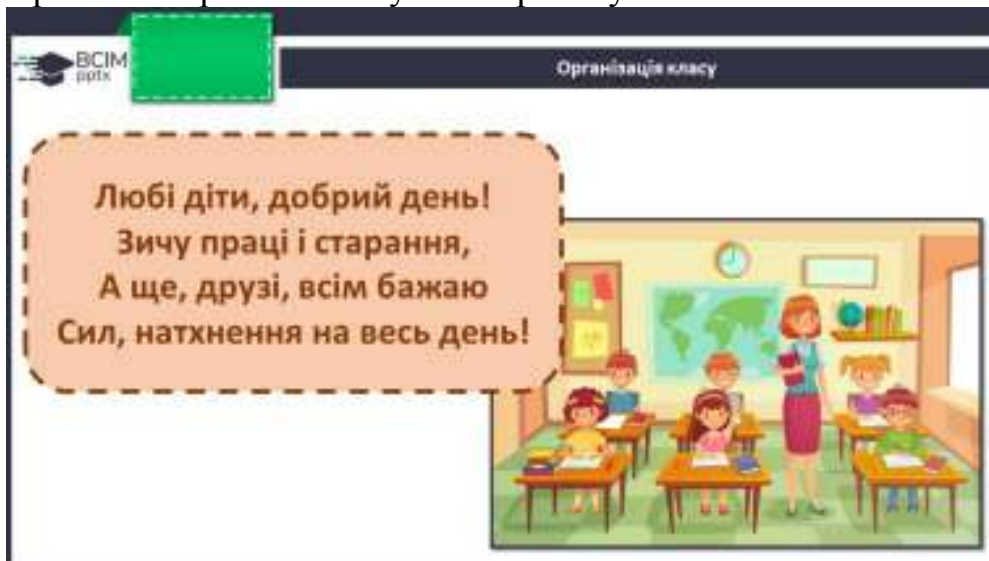 ВСІМ
pptx
Організація класу
Любі діти, добрий день!
Зичу праці і старання,
А ще, друзі, всім бажаю
Сил, натхнення на весь день!